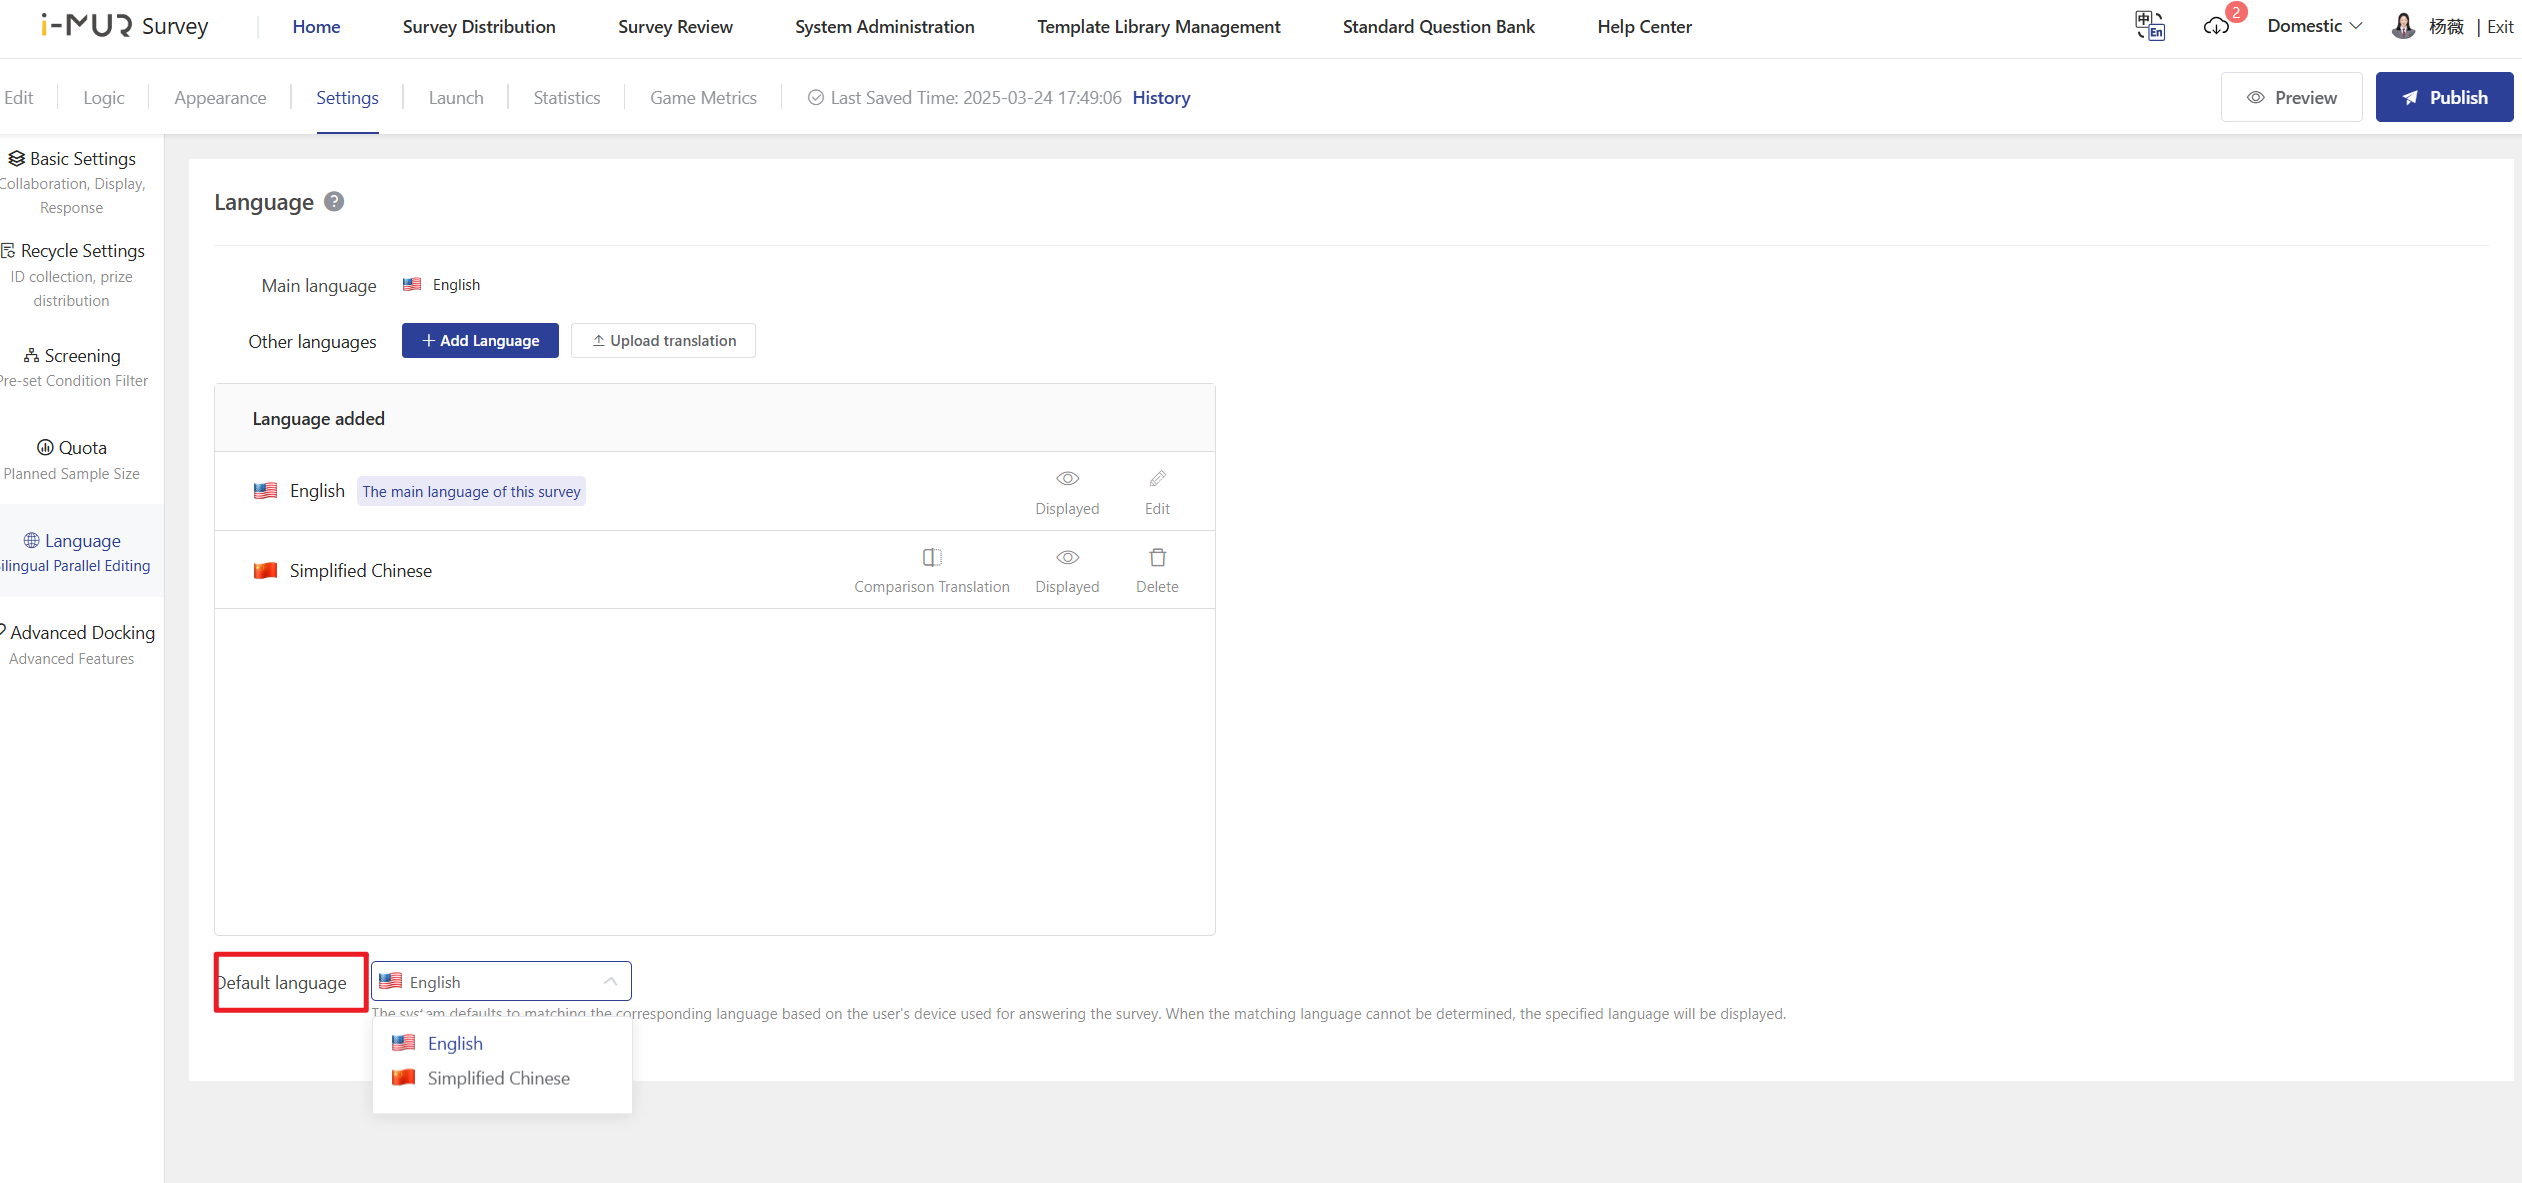 i-MUR Survey
Home
Survey Distribution
Survey Review
System Administration
Template Library Management
Standard Question Bank
Help Center
中 En
2
Domestic
杨薇 | Exit
Edit
Logic
Appearance
Settings
Launch
Statistics
Game Metrics
Last Saved Time: 2025-03-24 17:49:06 History
Preview
Publish
Basic Settings
Collaboration, Display,
Response
Recycle Settings
ID collection, prize
distribution
Screening
Pre-set Condition Filter
Quota
Planned Sample Size
Language
ilingual Parallel Editing
Advanced Docking
Advanced Features
Language ?
Main language
English
Other languages
+ Add Language
Upload translation
Language added
English
The main language of this survey
Displayed
Edit
Simplified Chinese
Comparison Translation
Displayed
Delete
Default language
English
The system defaults to matching the corresponding language based on the user's device used for answering the survey. When the matching language cannot be determined, the specified language will be displayed.
English
Simplified Chinese